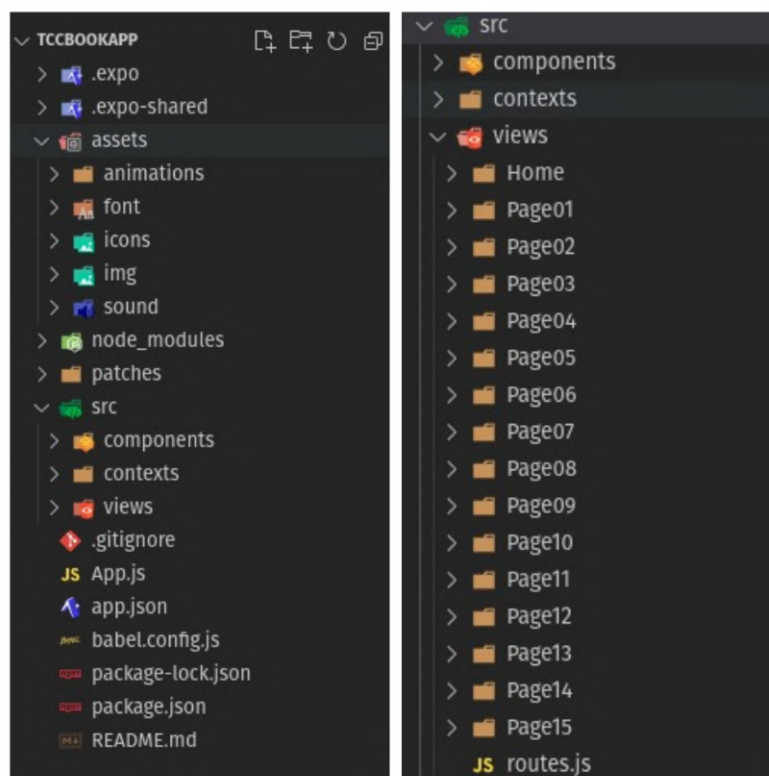 TCCBOOKAPP
.expo
.expo-shared
assets
animations
font
icons
img
sound
node_modules
patches
src
components
contexts
views
.gitignore
JS App.js
app.json
babel.config.js
package-lock.json
package.json
README.md
src
components
contexts
views
Home
Page01
Page02
Page03
Page04
Page05
Page06
Page07
Page08
Page09
Page10
Page11
Page12
Page13
Page14
Page15
JS routes.js